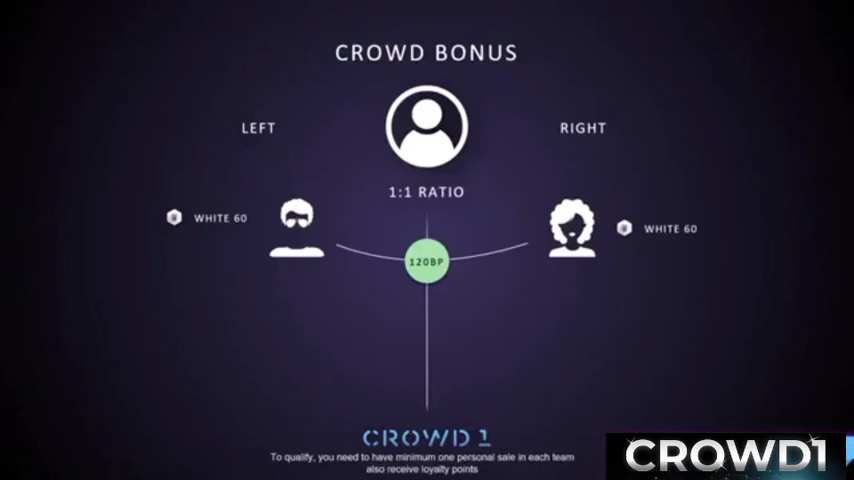 CROWD BONUS
LEFT
RIGHT
1:1 RATIO
WHITE 60
WHITE 60
120BP
CROWD 1
To qualify, you need to have minimum one personal sale in each team
also receive loyalty points
CROWD1